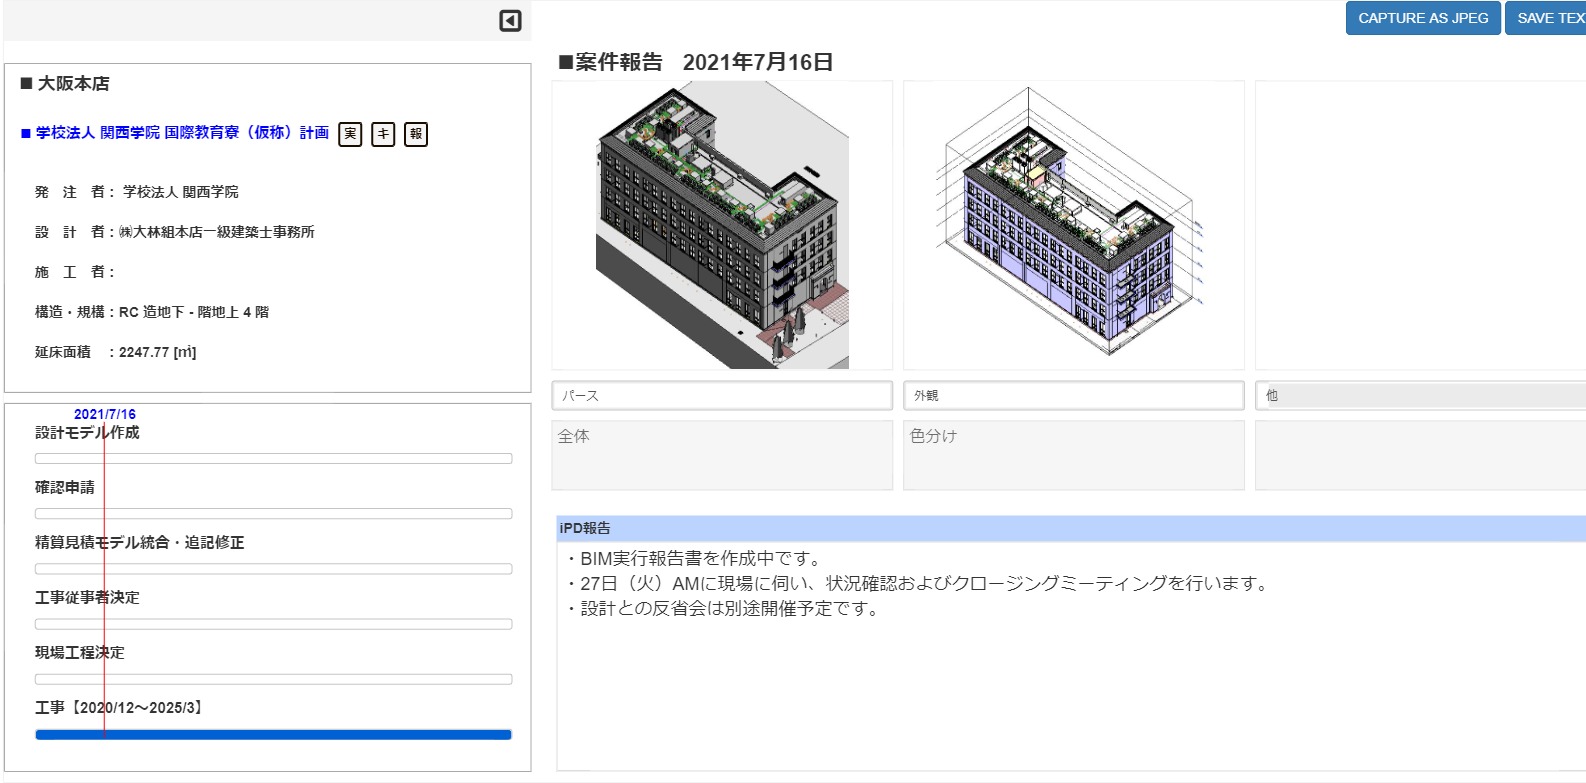 CAPTURE AS JPEG
SAVE TEX
■大阪本店
■ 学校法人 関西学院 国際教育寮（仮称）計画 実 キ 報
発　注　者： 学校法人 関西学院
設　計　者：㈱大林組本店一級建築士事務所
施　工　者：
構造・規構：RC 造地下 - 階地上 4 階
延床面積　：2247.77 [㎡]
2021/7/16
設計モデル作成
確認申請
精算見積モデル統合・追記修正
工事従事者決定
現場工程決定
工事【2020/12～2025/3】
■案件報告　2021年7月16日
パース
外観
他
全体
色分け
iPD報告
・BIM実行報告書を作成中です。
・27日（火）AMに現場に伺い、状況確認およびクロージングミーティングを行います。
・設計との反省会は別途開催予定です。